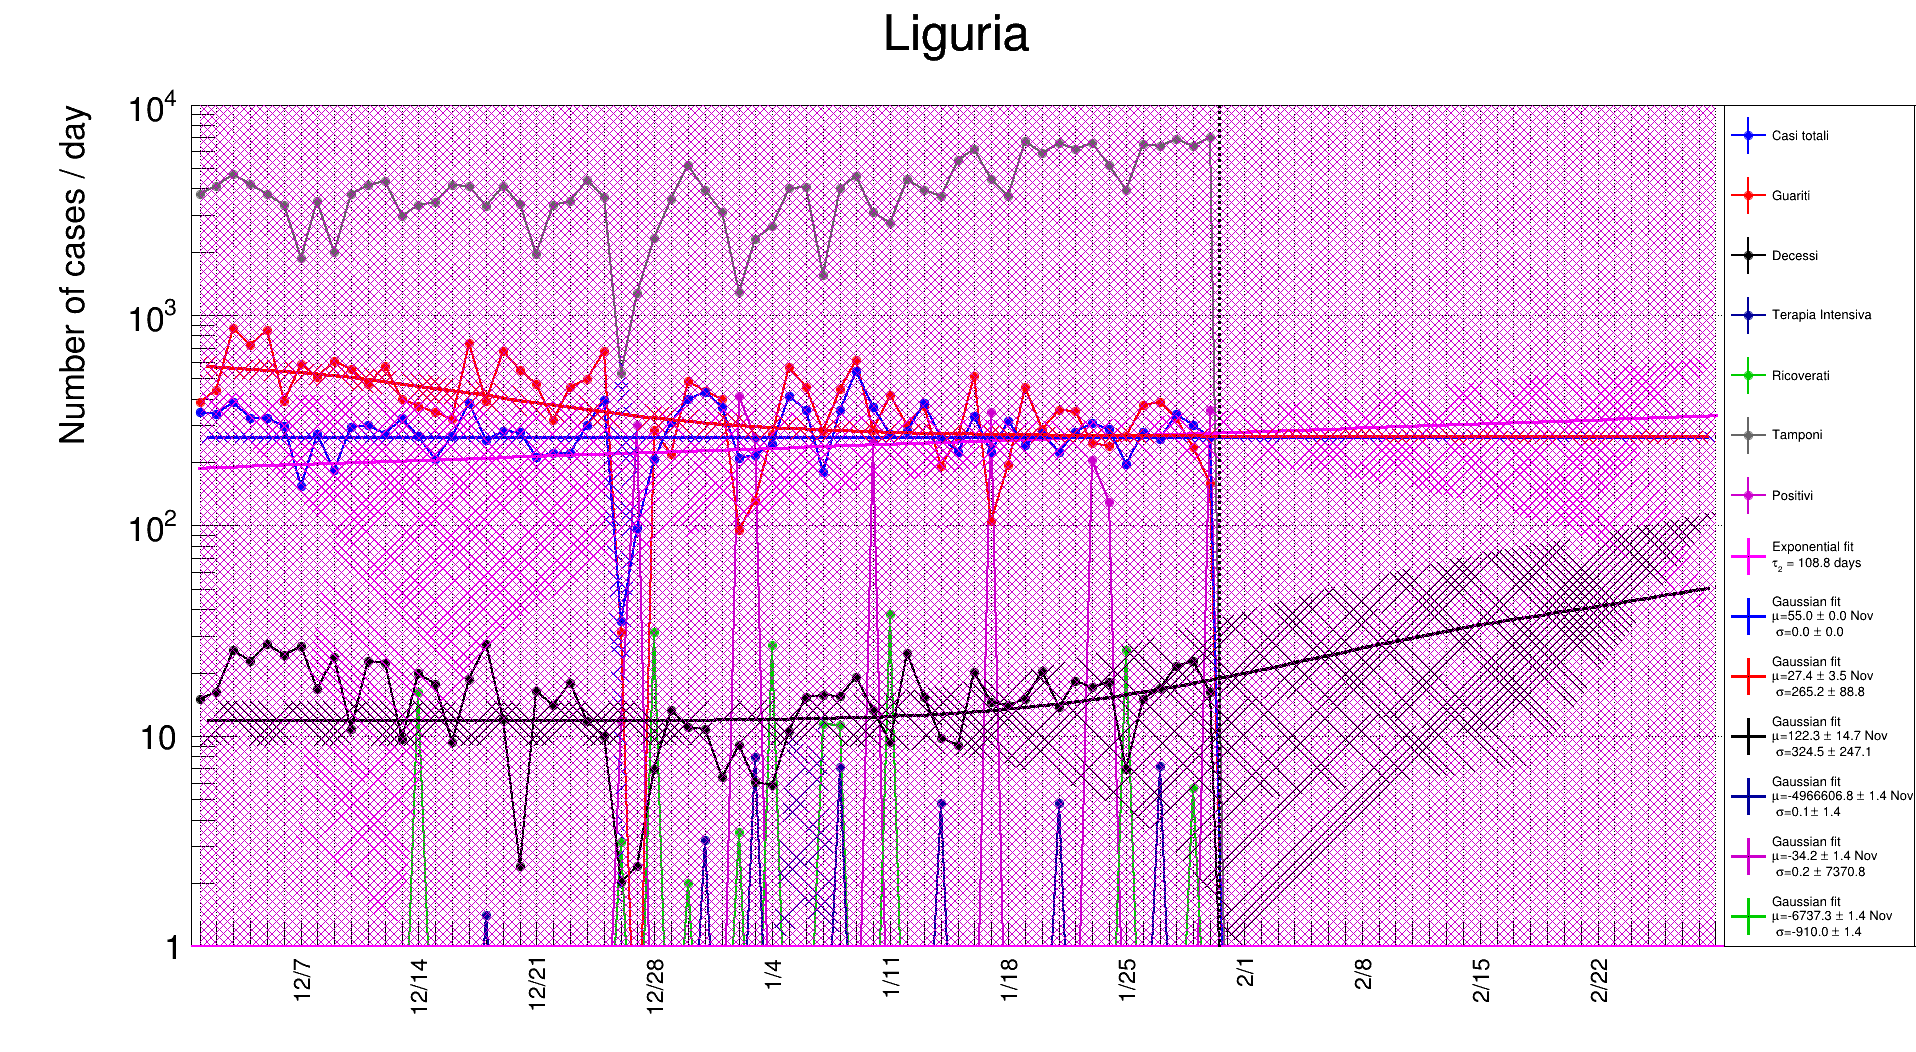 Liguria
Number of cases / day
10^4
10^3
10^2
10
1
12/7
12/14
12/21
12/28
1/4
1/11
1/18
1/25
2/1
2/8
2/15
2/22
Casi totali
Guariti
Decessi
Terapia Intensiva
Ricoverati
Tamponi
Positivi
Exponential fit
τ_2 = 108.8 days
Gaussian fit
μ=55.0 ± 0.0 Nov
σ=0.0 ± 0.0
Gaussian fit
μ=27.4 ± 3.5 Nov
σ=265.2 ± 88.8
Gaussian fit
μ=122.3 ± 14.7 Nov
σ=324.5 ± 247.1
Gaussian fit
μ=-4966606.8 ± 1.4 Nov
σ=0.1 ± 1.4
Gaussian fit
μ=-34.2 ± 1.4 Nov
σ=0.2 ± 7370.8
Gaussian fit
μ=-6737.3 ± 1.4 Nov
σ=-910.0 ± 1.4